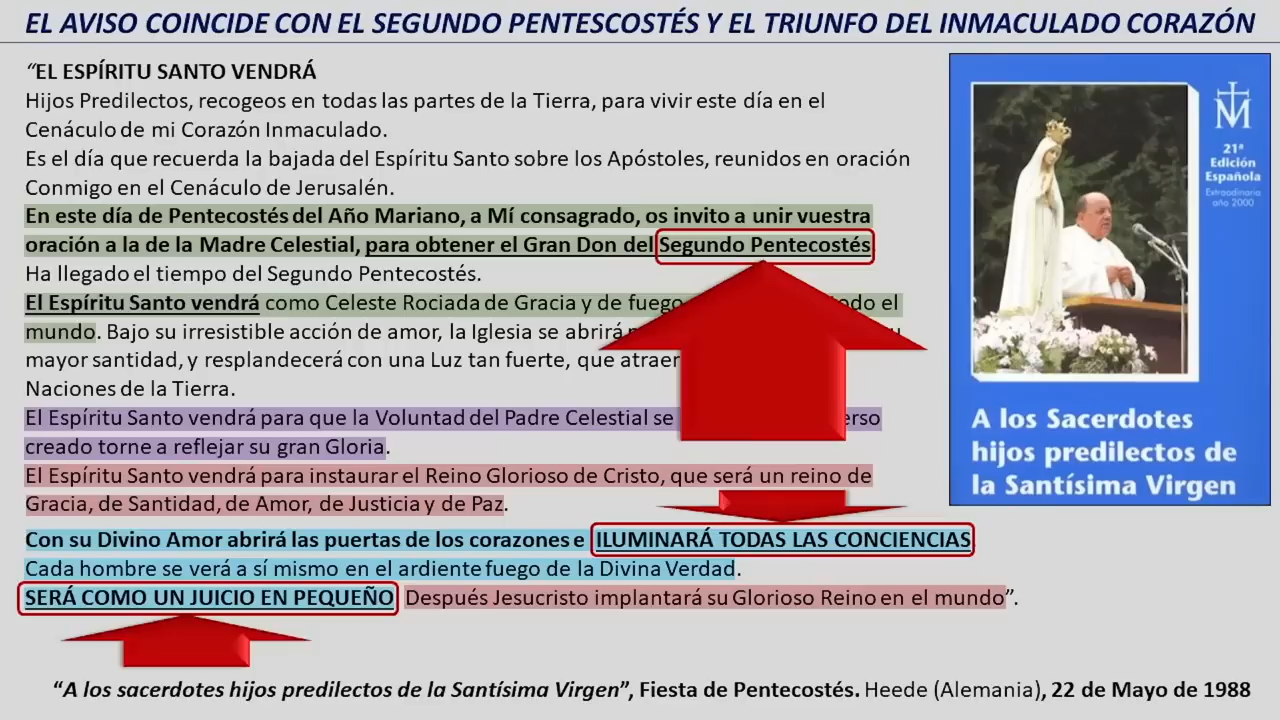 EL AVISO COINCIDE CON EL SEGUNDO PENTESCOSTÉS Y EL TRIUNFO DEL INMACULADO CORAZÓN
“EL ESPÍRITU SANTO VENDRÁ
Hijos Predilectos, recogeos en todas las partes de la Tierra, para vivir este día en el
Cenáculo de mi Corazón Inmaculado.
Es el día que recuerda la bajada del Espíritu Santo sobre los Apóstoles, reunidos en oración
Conmigo en el Cenáculo de Jerusalén.
En este día de Pentecostés del Año Mariano, a Mí consagrado, os invito a unir vuestra
oración a la de la Madre Celestial, para obtener el Gran Don del Segundo Pentecostés.
Ha llegado el tiempo del Segundo Pentecostés.
El Espíritu Santo vendrá como Celeste Rociada de Gracia y de fuego todo el
mundo. Bajo su irresistible acción de amor, la Iglesia se abrirá
mayor santidad, y resplandecerá con una Luz tan fuerte, que
Naciones de la Tierra.
El Espíritu Santo vendrá para que la Voluntad del Padre Celestial se
creado torne a reflejar su gran Gloria.
El Espíritu Santo vendrá para instaurar el Reino Glorioso de Cristo, que será un reino de
Gracia, de Santidad, de Amor, de Justicia y de Paz.
Con su Divino Amor abrirá las puertas de los corazones e ILUMINARÁ TODAS LAS CONCIENCIAS.
Cada hombre se verá a sí mismo en el ardiente fuego de la Divina Verdad.
SERÁ COMO UN JUICIO EN PEQUEÑO Después Jesucristo implantará su Glorioso Reino en el mundo”.
“A los sacerdotes hijos predilectos de la Santísima Virgen”, Fiesta de Pentecostés. Heede (Alemania), 22 de Mayo de 1988
21ª
Edición
Española
Extraordinaria
año 2000
A los Sacerdotes
hijos predilectos de
la Santísima Virgen